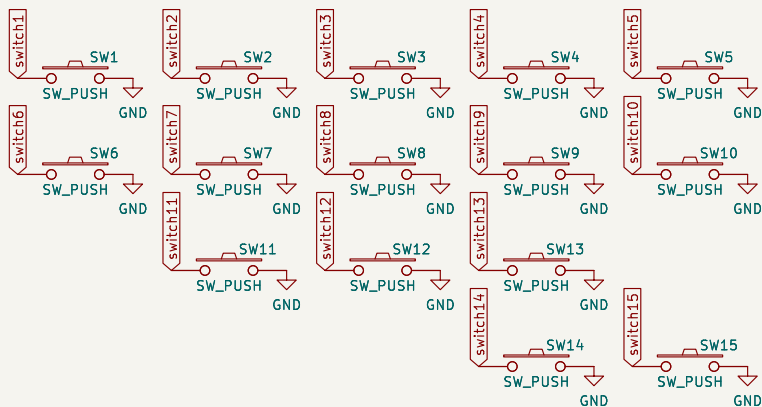 switch1 switch2 switch3 switch4 switch5
SW1 SW2 SW3 SW4 SW5
SW_PUSH SW_PUSH SW_PUSH SW_PUSH SW_PUSH
GND GND GND GND GND
switch6 switch7 switch8 switch9 switch10
SW6 SW7 SW8 SW9 SW10
SW_PUSH SW_PUSH SW_PUSH SW_PUSH SW_PUSH
GND GND GND GND GND
switch11 switch12 switch13
SW11 SW12 SW13
SW_PUSH SW_PUSH SW_PUSH
GND GND GND
switch14 switch15
SW14 SW15
SW_PUSH SW_PUSH
GND GND